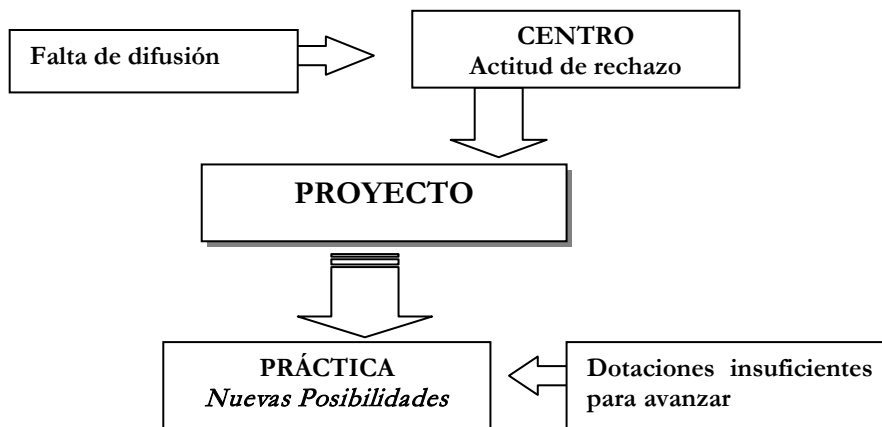 Falta de difusión
CENTRO
Actitud de rechazo
PROYECTO
PRÁCTICA
Nuevas Posibilidades
Dotaciones insuficientes
para avanzar